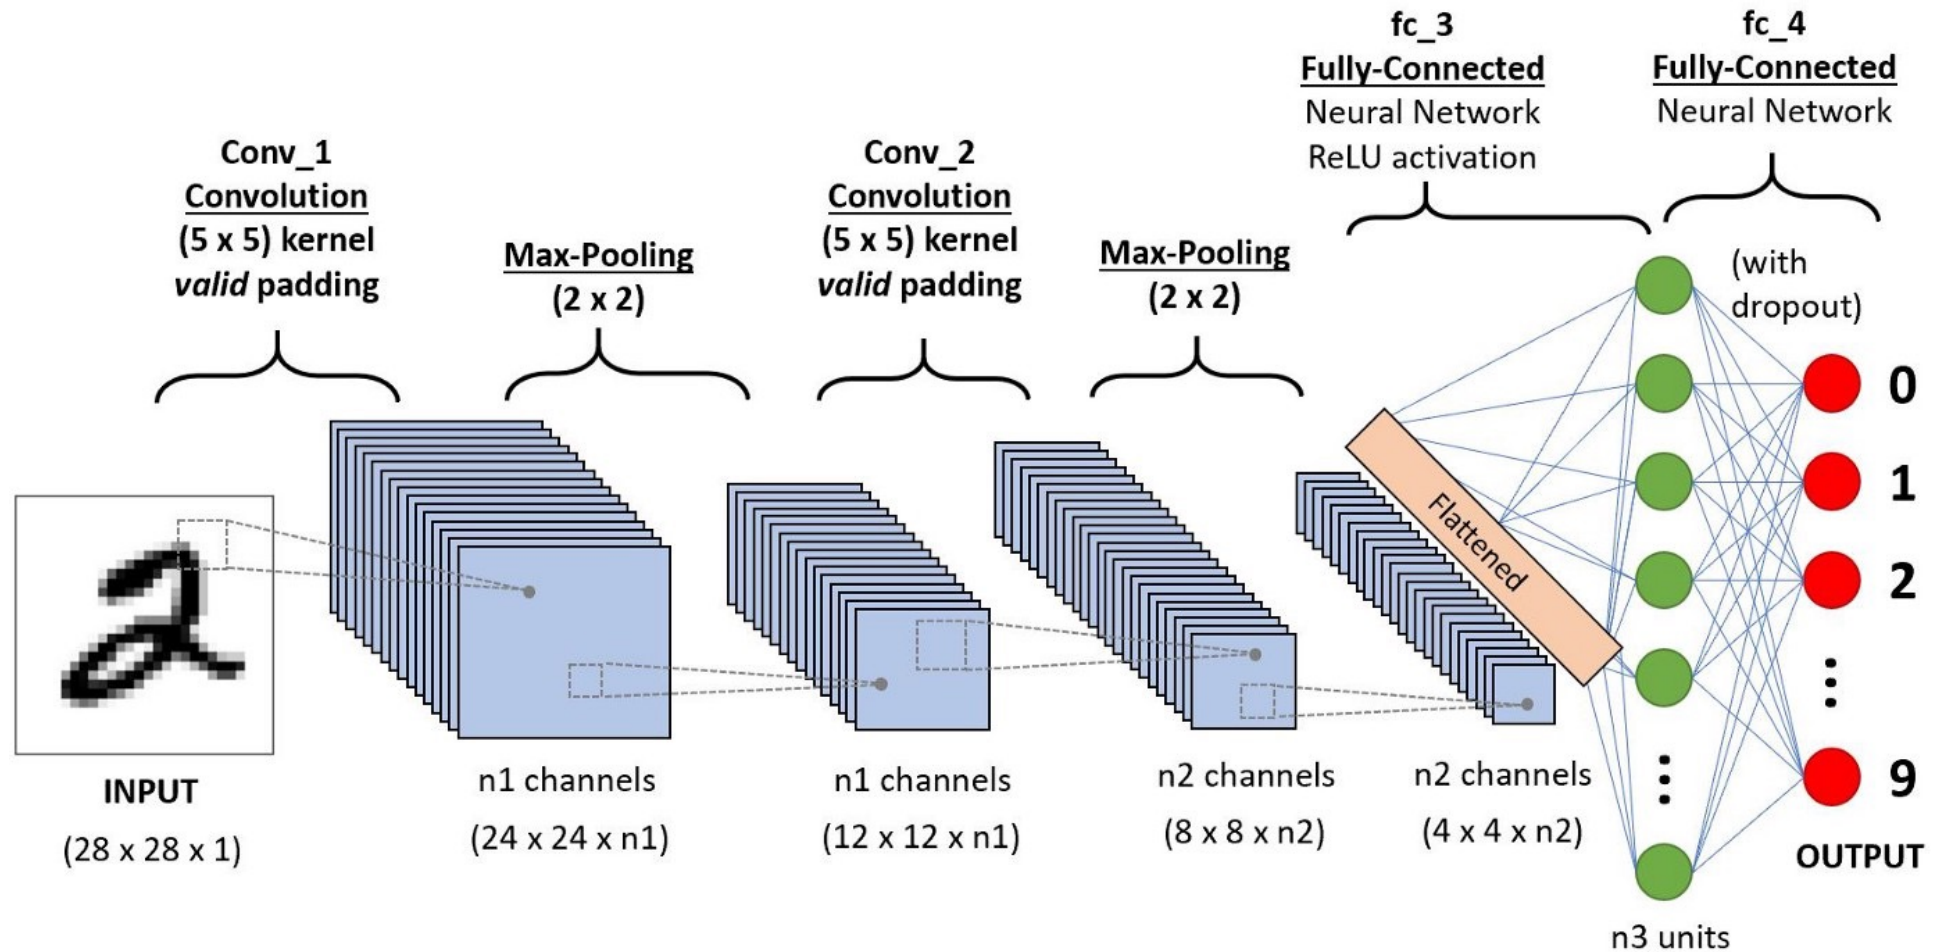 Conv_1
Convolution
(5 x 5) kernel
valid padding
Max-Pooling
(2 x 2)
Conv_2
Convolution
(5 x 5) kernel
valid padding
Max-Pooling
(2 x 2)
fc_3
Fully-Connected
Neural Network
ReLU activation
fc_4
Fully-Connected
Neural Network
(with
dropout)
INPUT
(28 x 28 x 1)
n1 channels
(24 x 24 x n1)
n1 channels
(12 x 12 x n1)
n2 channels
(8 x 8 x n2)
n2 channels
(4 x 4 x n2)
Flattened
n3 units
0
1
2
9
OUTPUT